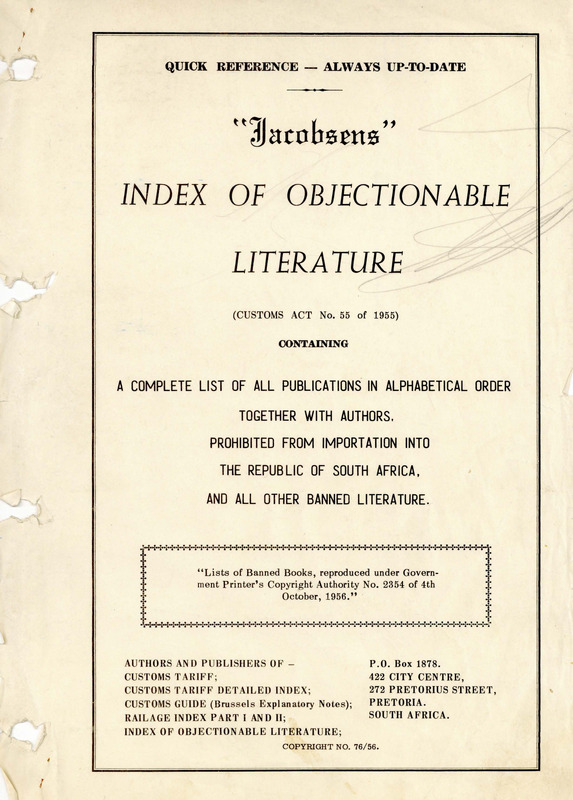 QUICK REFERENCE — ALWAYS UP-TO-DATE
"Jacobsens"
INDEX OF OBJECTIONABLE
LITERATURE
(CUSTOMS ACT No. 55 of 1955)
CONTAINING
A COMPLETE LIST OF ALL PUBLICATIONS IN ALPHABETICAL ORDER
TOGETHER WITH AUTHORS.
PROHIBITED FROM IMPORTATION INTO
THE REPUBLIC OF SOUTH AFRICA,
AND ALL OTHER BANNED LITERATURE.
"Lists of Banned Books, reproduced under Govern-
ment Printer's Copyright Authority No. 2354 of 4th
October, 1956."
AUTHORS AND PUBLISHERS OF –
CUSTOMS TARIFF;
CUSTOMS TARIFF DETAILED INDEX;
CUSTOMS GUIDE (Brussels Explanatory Notes);
RAILAGE INDEX PART I AND II;
INDEX OF OBJECTIONABLE LITERATURE;
P.O. Box 1878.
422 CITY CENTRE,
272 PRETORIUS STREET,
PRETORIA.
SOUTH AFRICA.
COPYRIGHT NO. 76/56.